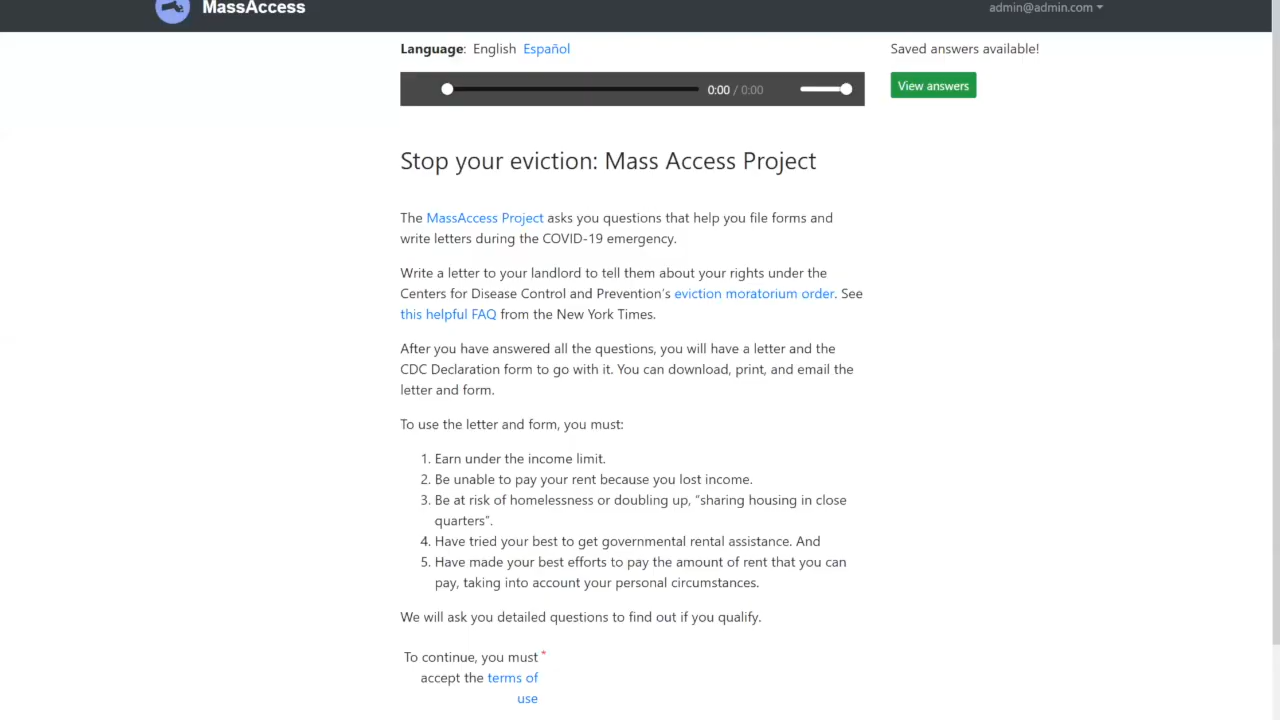 MassAccess
admin@admin.com
Language: English Español
Saved answers available!
0:00 / 0:00
View answers
Stop your eviction: Mass Access Project
The MassAccess Project asks you questions that help you file forms and
write letters during the COVID-19 emergency.
Write a letter to your landlord to tell them about your rights under the
Centers for Disease Control and Prevention's eviction moratorium order. See
this helpful FAQ from the New York Times.
After you have answered all the questions, you will have a letter and the
CDC Declaration form to go with it. You can download, print, and email the
letter and form.
To use the letter and form, you must:
1. Earn under the income limit.
2. Be unable to pay your rent because you lost income.
3. Be at risk of homelessness or doubling up, “sharing housing in close
quarters”.
4. Have tried your best to get governmental rental assistance. And
5. Have made your best efforts to pay the amount of rent that you can
pay, taking into account your personal circumstances.
We will ask you detailed questions to find out if you qualify.
To continue, you must *
accept the terms of
use